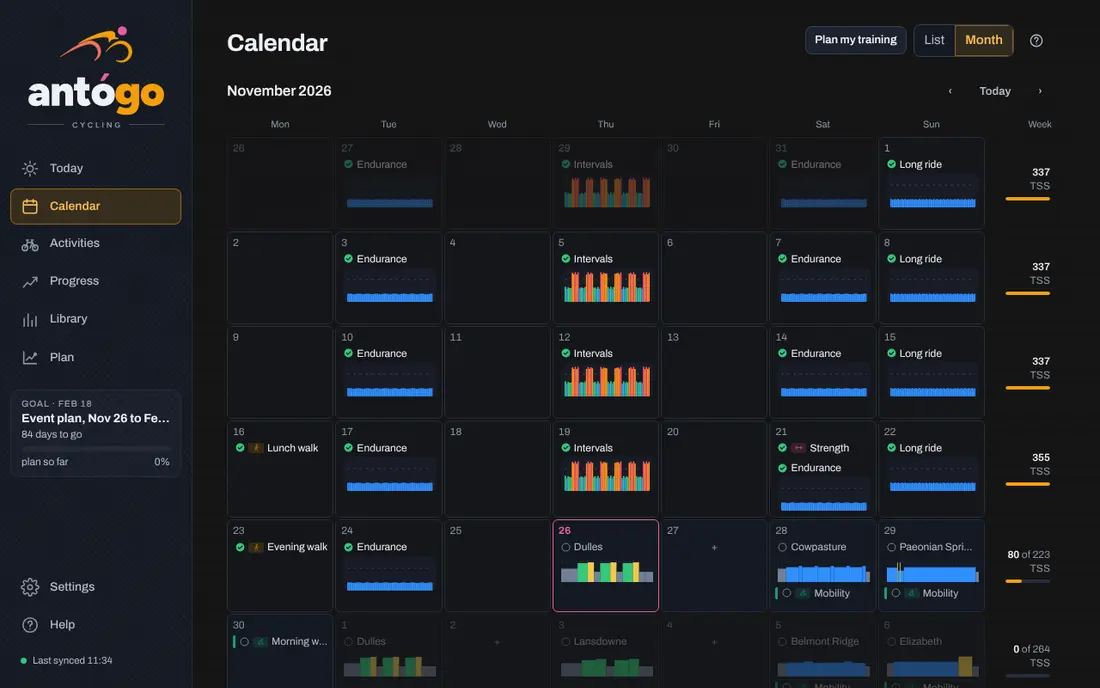 antógo
CYCLING
Today
Calendar
Activities
Progress
Library
Plan
GOAL · FEB 18
Event plan, Nov 26 to Fe...
84 days to go
plan so far 0%
Settings
Help
Last synced 11:34
Calendar
Plan my training
List
Month
November 2026
‹ Today ›
Mon Tue Wed Thu Fri Sat Sun Week
26 27 28 29 30 31 1
Endurance Intervals Endurance Long ride
337
TSS
2 3 4 5 6 7 8
Endurance Intervals Endurance Long ride
337
TSS
9 10 11 12 13 14 15
Endurance Intervals Endurance Long ride
337
TSS
16 17 18 19 20 21 22
Lunch walk Endurance Intervals Strength Long ride
Endurance
355
TSS
23 24 25 26 27 28 29
Evening walk Endurance Dulles + Cowpasture Paeonian Spri...
Mobility Mobility
80 of 223
TSS
30 1 2 3 4 5 6
Morning w... Dulles + Lansdowne + Belmont Ridge Elizabeth
Mobility Mobility
0 of 264
TSS